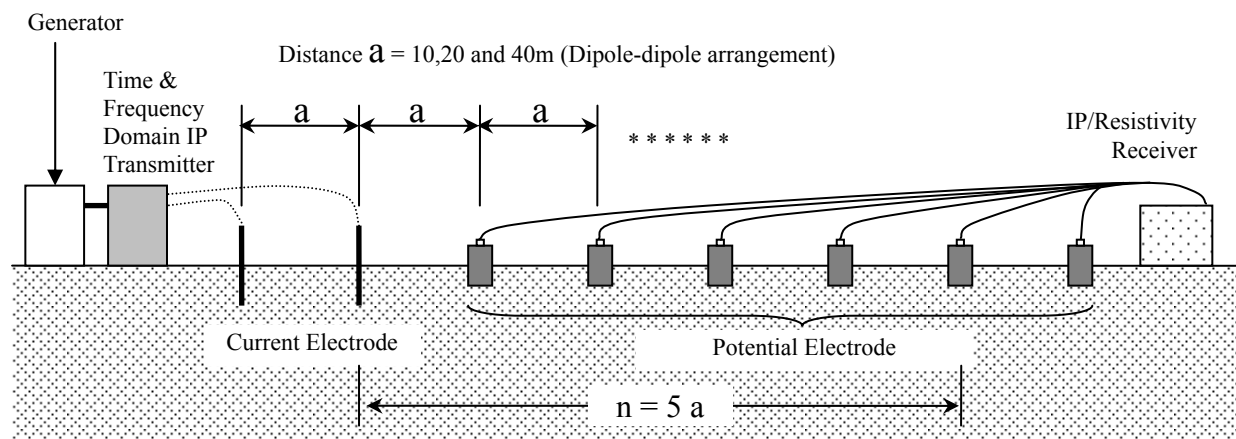 Generator
Distance a = 10,20 and 40m (Dipole-dipole arrangement)
Time &
Frequency
Domain IP
Transmitter
a
a
a
* * * * * *
IP/Resistivity
Receiver
Current Electrode
Potential Electrode
n = 5 a